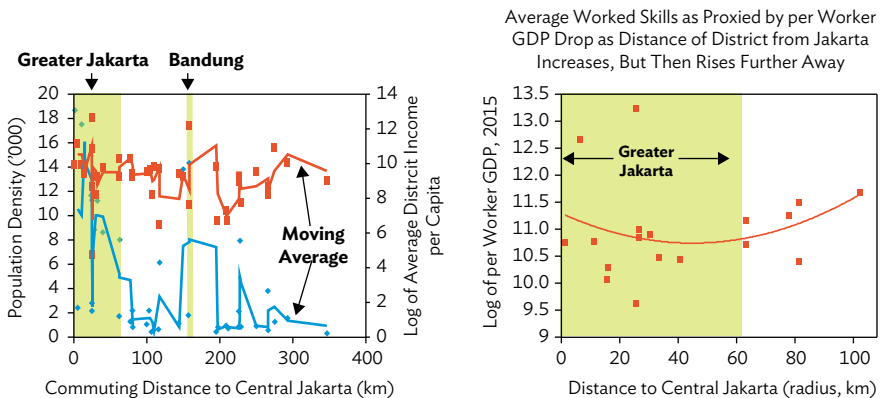 Greater Jakarta
Bandung
20
18
16
14
12
10
8
6
4
2
0
Population Density ('000)
14
12
10
8
6
4
2
0
Log of Average Distrcit Income
per Capita
Moving
Average
0
100
200
300
400
Commuting Distance to Central Jakarta (km)
Average Worked Skills as Proxied by per Worker
GDP Drop as Distance of District from Jakarta
Increases, But Then Rises Further Away
13.5
13.0
12.5
12.0
11.5
11.0
10.5
10.0
9.5
9
Log of per Worker GDP, 2015
Greater
Jakarta
0
20
40
60
80
100
Distance to Central Jakarta (radius, km)